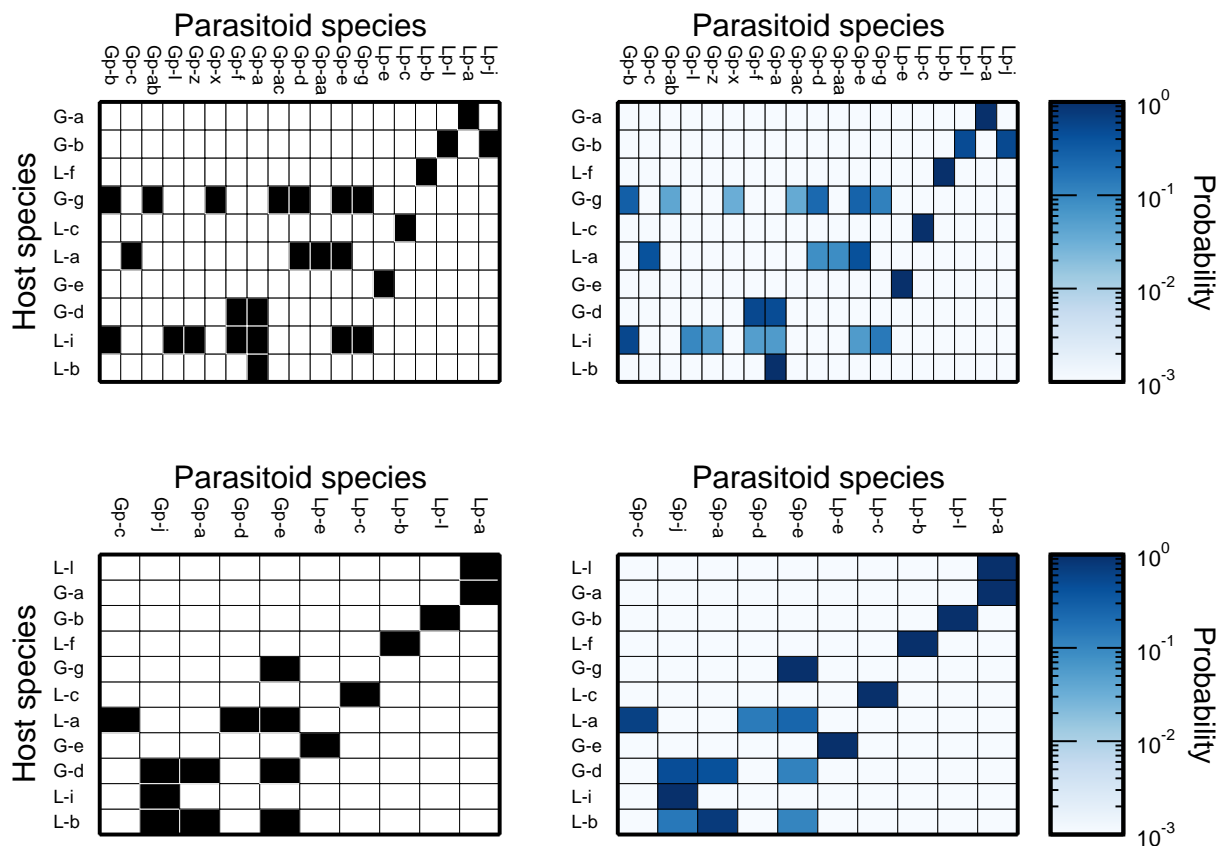 Parasitoid species
Gp-b Gp-c Gp-ab Gp-l Gp-z Gp-x Gp-f Gp-a Gp-ac Gp-d Gp-aa Gp-e Gp-g Lp-e Lp-c Lp-b Lp-l Lp-a Lp-j
Host species
G-a
G-b
L-f
G-g
L-c
L-a
G-e
G-d
L-i
L-b
Parasitoid species
Gp-b Gp-c Gp-ab Gp-l Gp-z Gp-x Gp-f Gp-a Gp-ac Gp-d Gp-aa Gp-e Gp-g Lp-e Lp-c Lp-b Lp-l Lp-a Lp-j
10⁰
10⁻¹
10⁻²
10⁻³
Probability
Parasitoid species
Gp-c Gp-j Gp-a Gp-d Gp-e Lp-e Lp-c Lp-b Lp-l Lp-a
Host species
L-l
G-a
G-b
L-f
G-g
L-c
L-a
G-e
G-d
L-i
L-b
Parasitoid species
Gp-c Gp-j Gp-a Gp-d Gp-e Lp-e Lp-c Lp-b Lp-l Lp-a
10⁰
10⁻¹
10⁻²
10⁻³
Probability